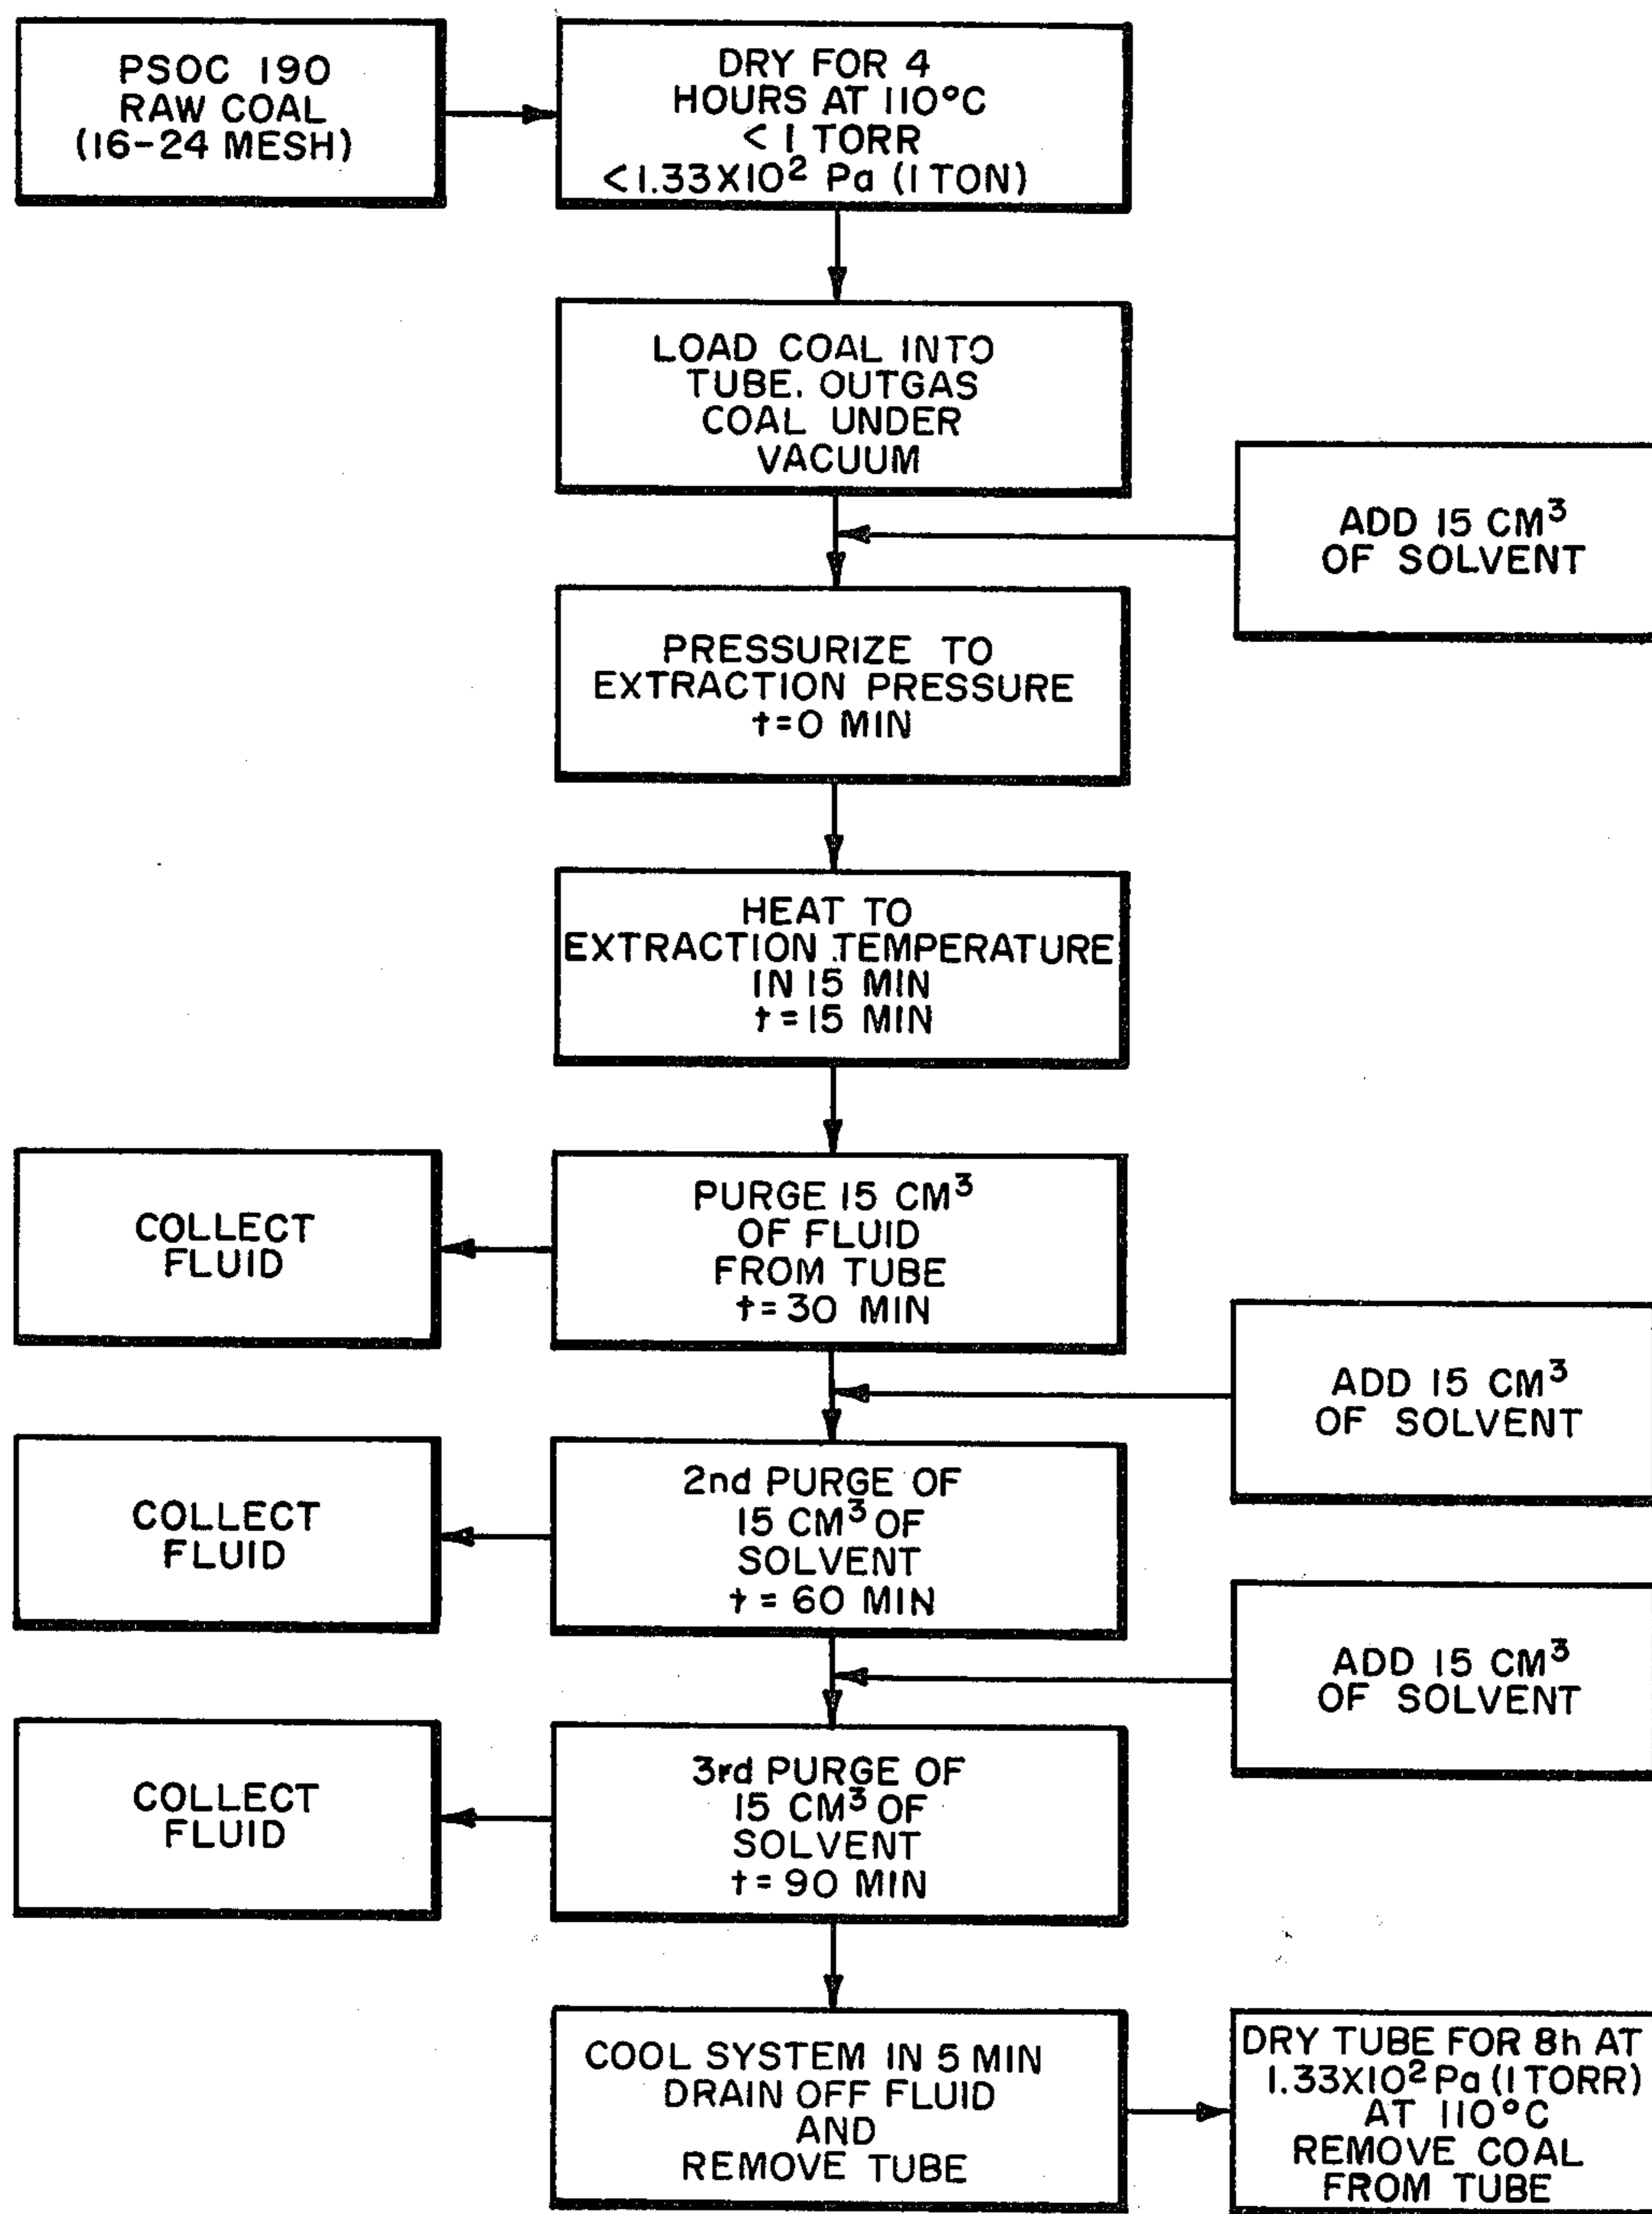 PSOC 190
RAW COAL
(16-24 MESH)
DRY FOR 4
HOURS AT 110°C
< 1 TORR
<1.33X10² Pa (1 TON)
LOAD COAL INTO
TUBE. OUTGAS
COAL UNDER
VACUUM
ADD 15 CM³
OF SOLVENT
PRESSURIZE TO
EXTRACTION PRESSURE
t=0 MIN
HEAT TO
EXTRACTION TEMPERATURE
IN 15 MIN
t=15 MIN
COLLECT
FLUID
PURGE 15 CM³
OF FLUID
FROM TUBE
t=30 MIN
ADD 15 CM³
OF SOLVENT
COLLECT
FLUID
2nd PURGE OF
15 CM³ OF
SOLVENT
t = 60 MIN
ADD 15 CM³
OF SOLVENT
COLLECT
FLUID
3rd PURGE OF
15 CM³ OF
SOLVENT
t= 90 MIN
COOL SYSTEM IN 5 MIN
DRAIN OFF FLUID
AND
REMOVE TUBE
DRY TUBE FOR 8h AT
1.33X10² Pa (1 TORR)
AT 110°C
REMOVE COAL
FROM TUBE